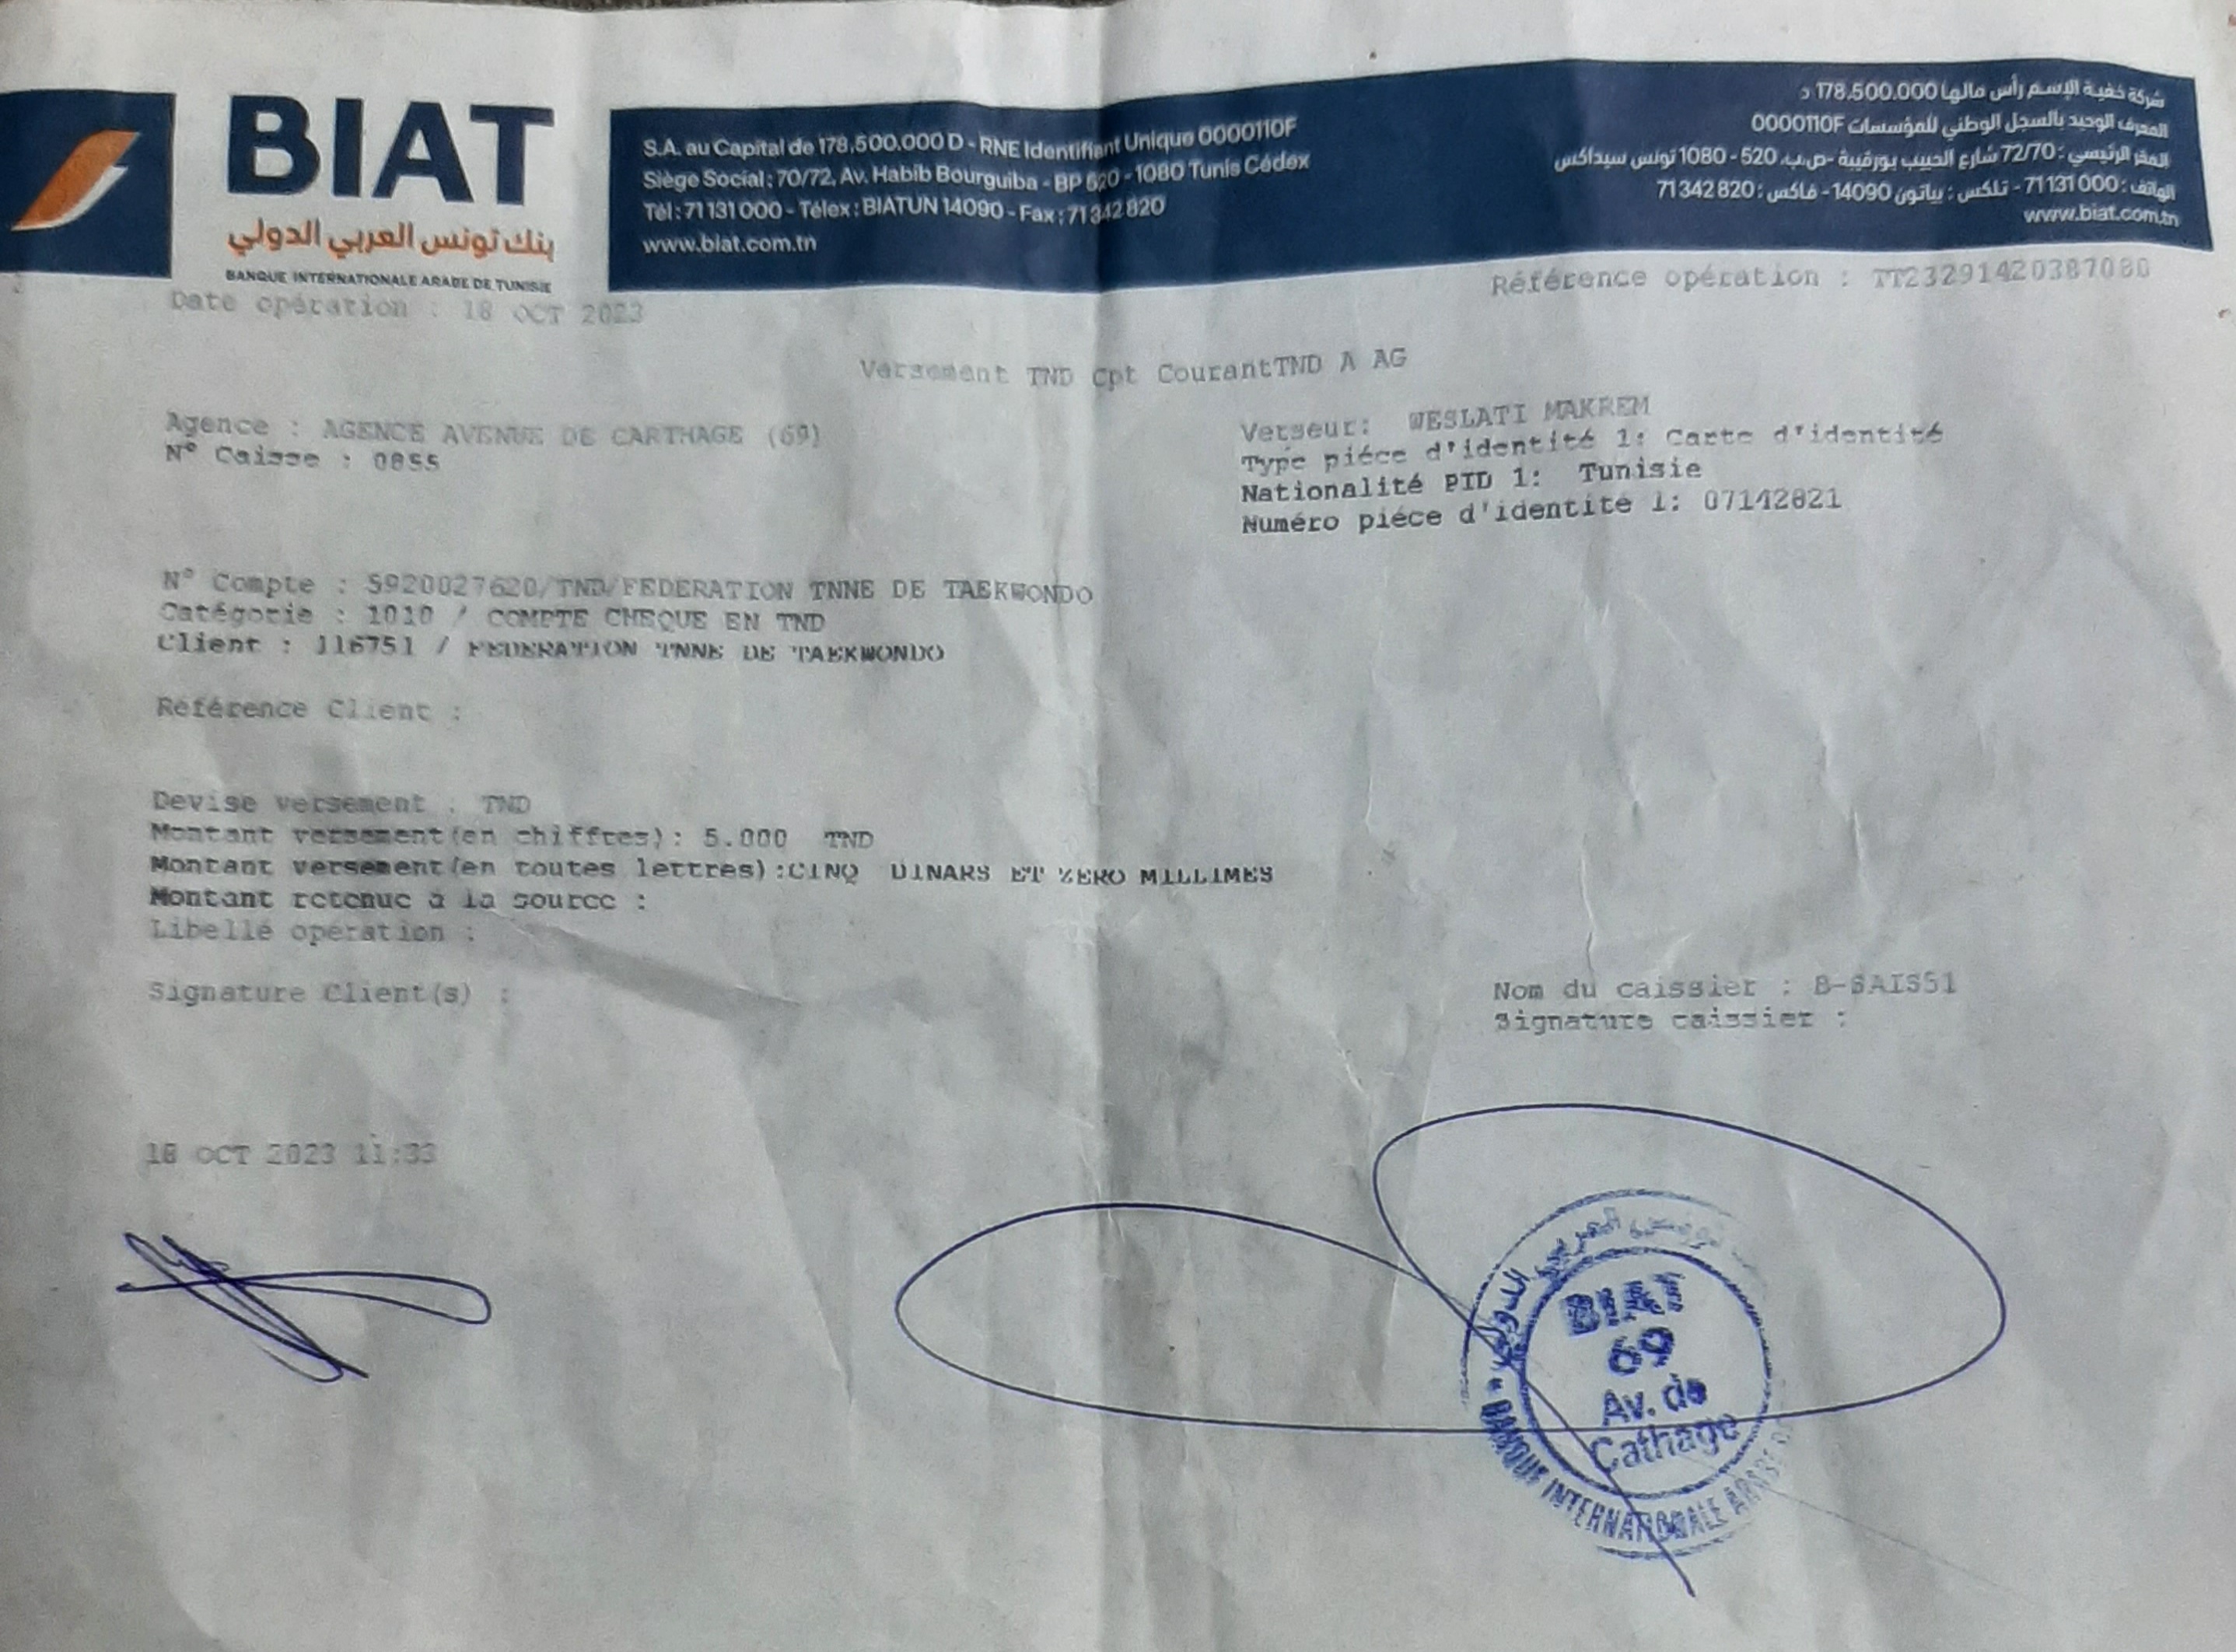 BIAT
بنك تونس العربي الدولي
BANQUE INTERNATIONALE ARABE DE TUNISIE
S.A. au Capital de 178.500.000 D - RNE Identifiant Unique 0000110F
Siège Social : 70/72, Av. Habib Bourguiba - BP 520 - 1080 Tunis Cédex
Tél : 71 131 000 - Télex : BIATUN 14090 - Fax : 71 342 820
www.biat.com.tn
شركة خفية الإسم رأس مالها 178.500.000 د
المعرف الوحيد بالسجل الوطني للمؤسسات 0000110F
المقر الرئيسي : 72/70 شارع الحبيب بورقيبة -ص.ب. 520 - 1080 تونس سيداكس
الهاتف : 71131 000 - تلكس : بياتون 14090 - فاكس : 71 342 820
www.biat.com.tn
Date opération : 18 OCT 2023
Référence opération : TT23291420387080
Versement TND Cpt CourantTND A AG
Agence : AGENCE AVENUE DE CARTHAGE (69)
N° Caisse : 0855
Verseur: WESLATI MAKREM
Type piéce d'identité 1: Carte d'identité
Nationalité PID 1: Tunisie
Numéro piéce d'identité 1: 07142821
N° Compte : 5920027620/TND/FEDERATION TNNE DE TAEKWONDO
Catégorie : 1010 / COMPTE CHEQUE EN TND
Client : 116751 / FEDERATION TNNE DE TAEKWONDO
Référence Client :
Devise versement : TND
Montant versement(en chiffres): 5.000 TND
Montant versement(en toutes lettres):CINQ DINARS ET ZERO MILLIMES
Montant retenue à la source :
Libellé opération :
Signature Client(s) :
Nom du caissier : B-SAIS51
Signature caissier :
18 OCT 2023 11:33
تونس العربي الدولي
BIAT
69
Av. de
Cathage
BANQUE INTERNATIONALE ARABE